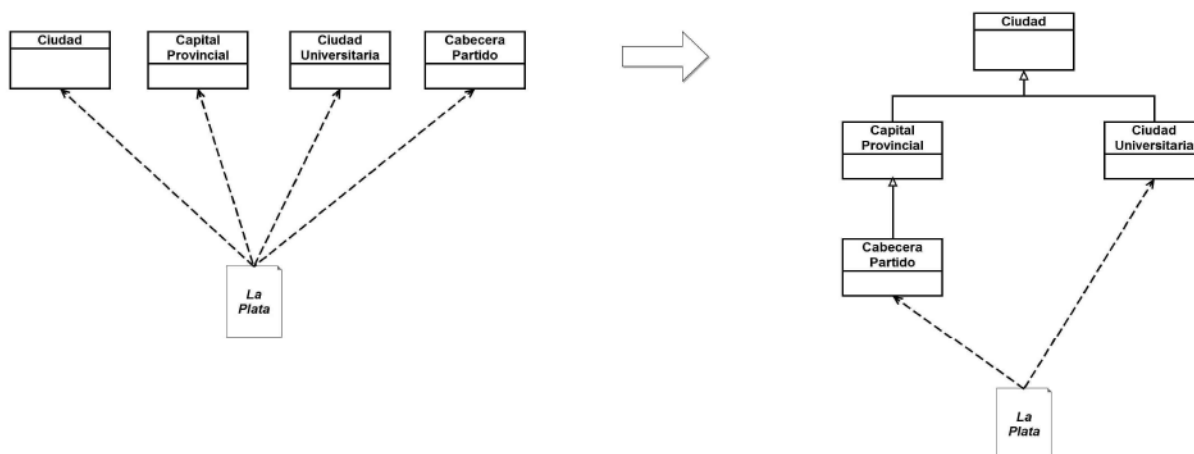 Ciudad
Capital
Provincial
Ciudad
Universitaria
Cabecera
Partido
La
Plata
Ciudad
Capital
Provincial
Ciudad
Universitaria
Cabecera
Partido
La
Plata